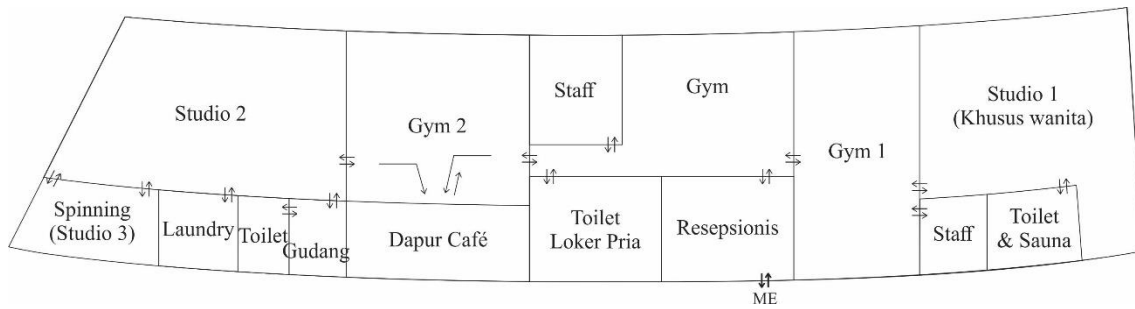 Studio 2
Gym 2
Staff
Gym
Gym 1
Studio 1
(Khusus wanita)
Spinning
(Studio 3)
Laundry
Toilet
Gudang
Dapur Café
Toilet
Loker Pria
Resepsionis
Staff
Toilet
& Sauna
ME